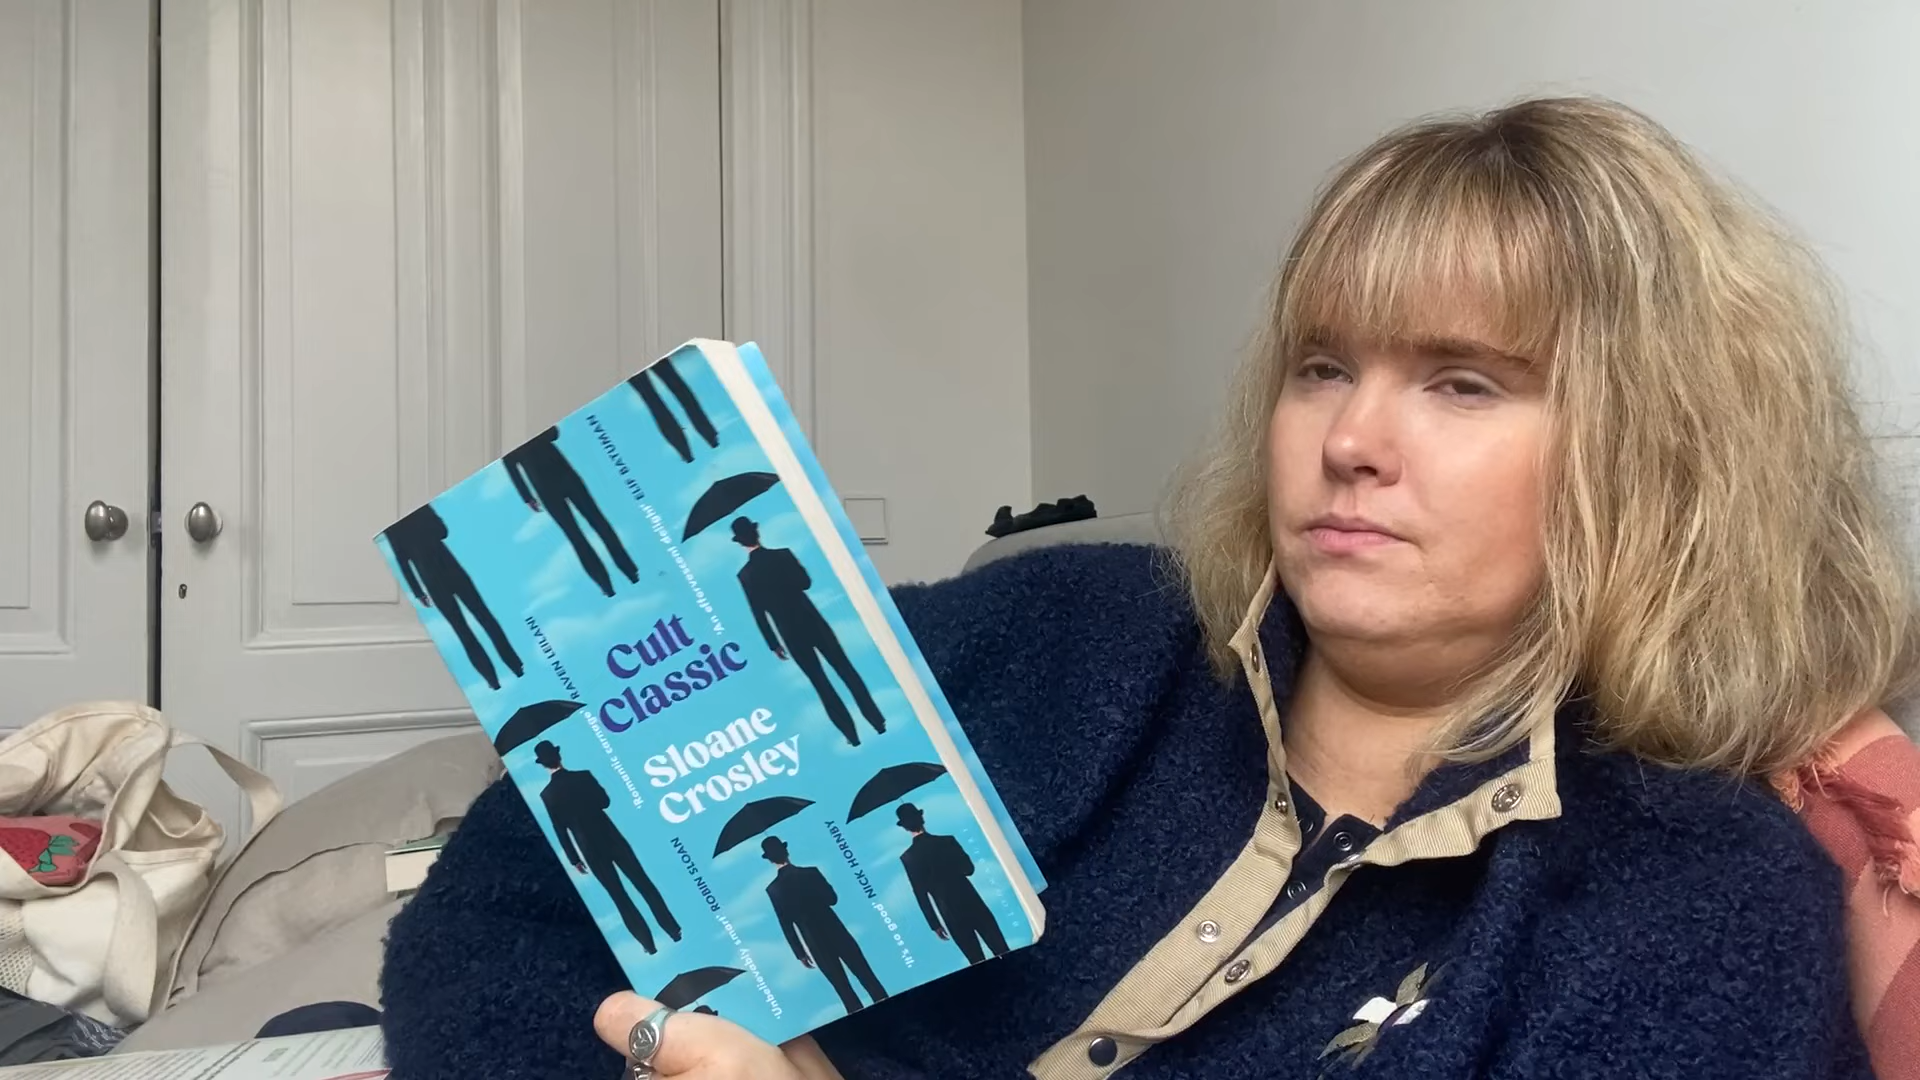 'An effervescent delight' ELIF BATUMAN
'Romantic carnage' RAVEN LEILANI
Cult
Classic
Sloane
Crosley
'Unbelievably smart' ROBIN SLOAN
'It's so good' NICK HORNBY